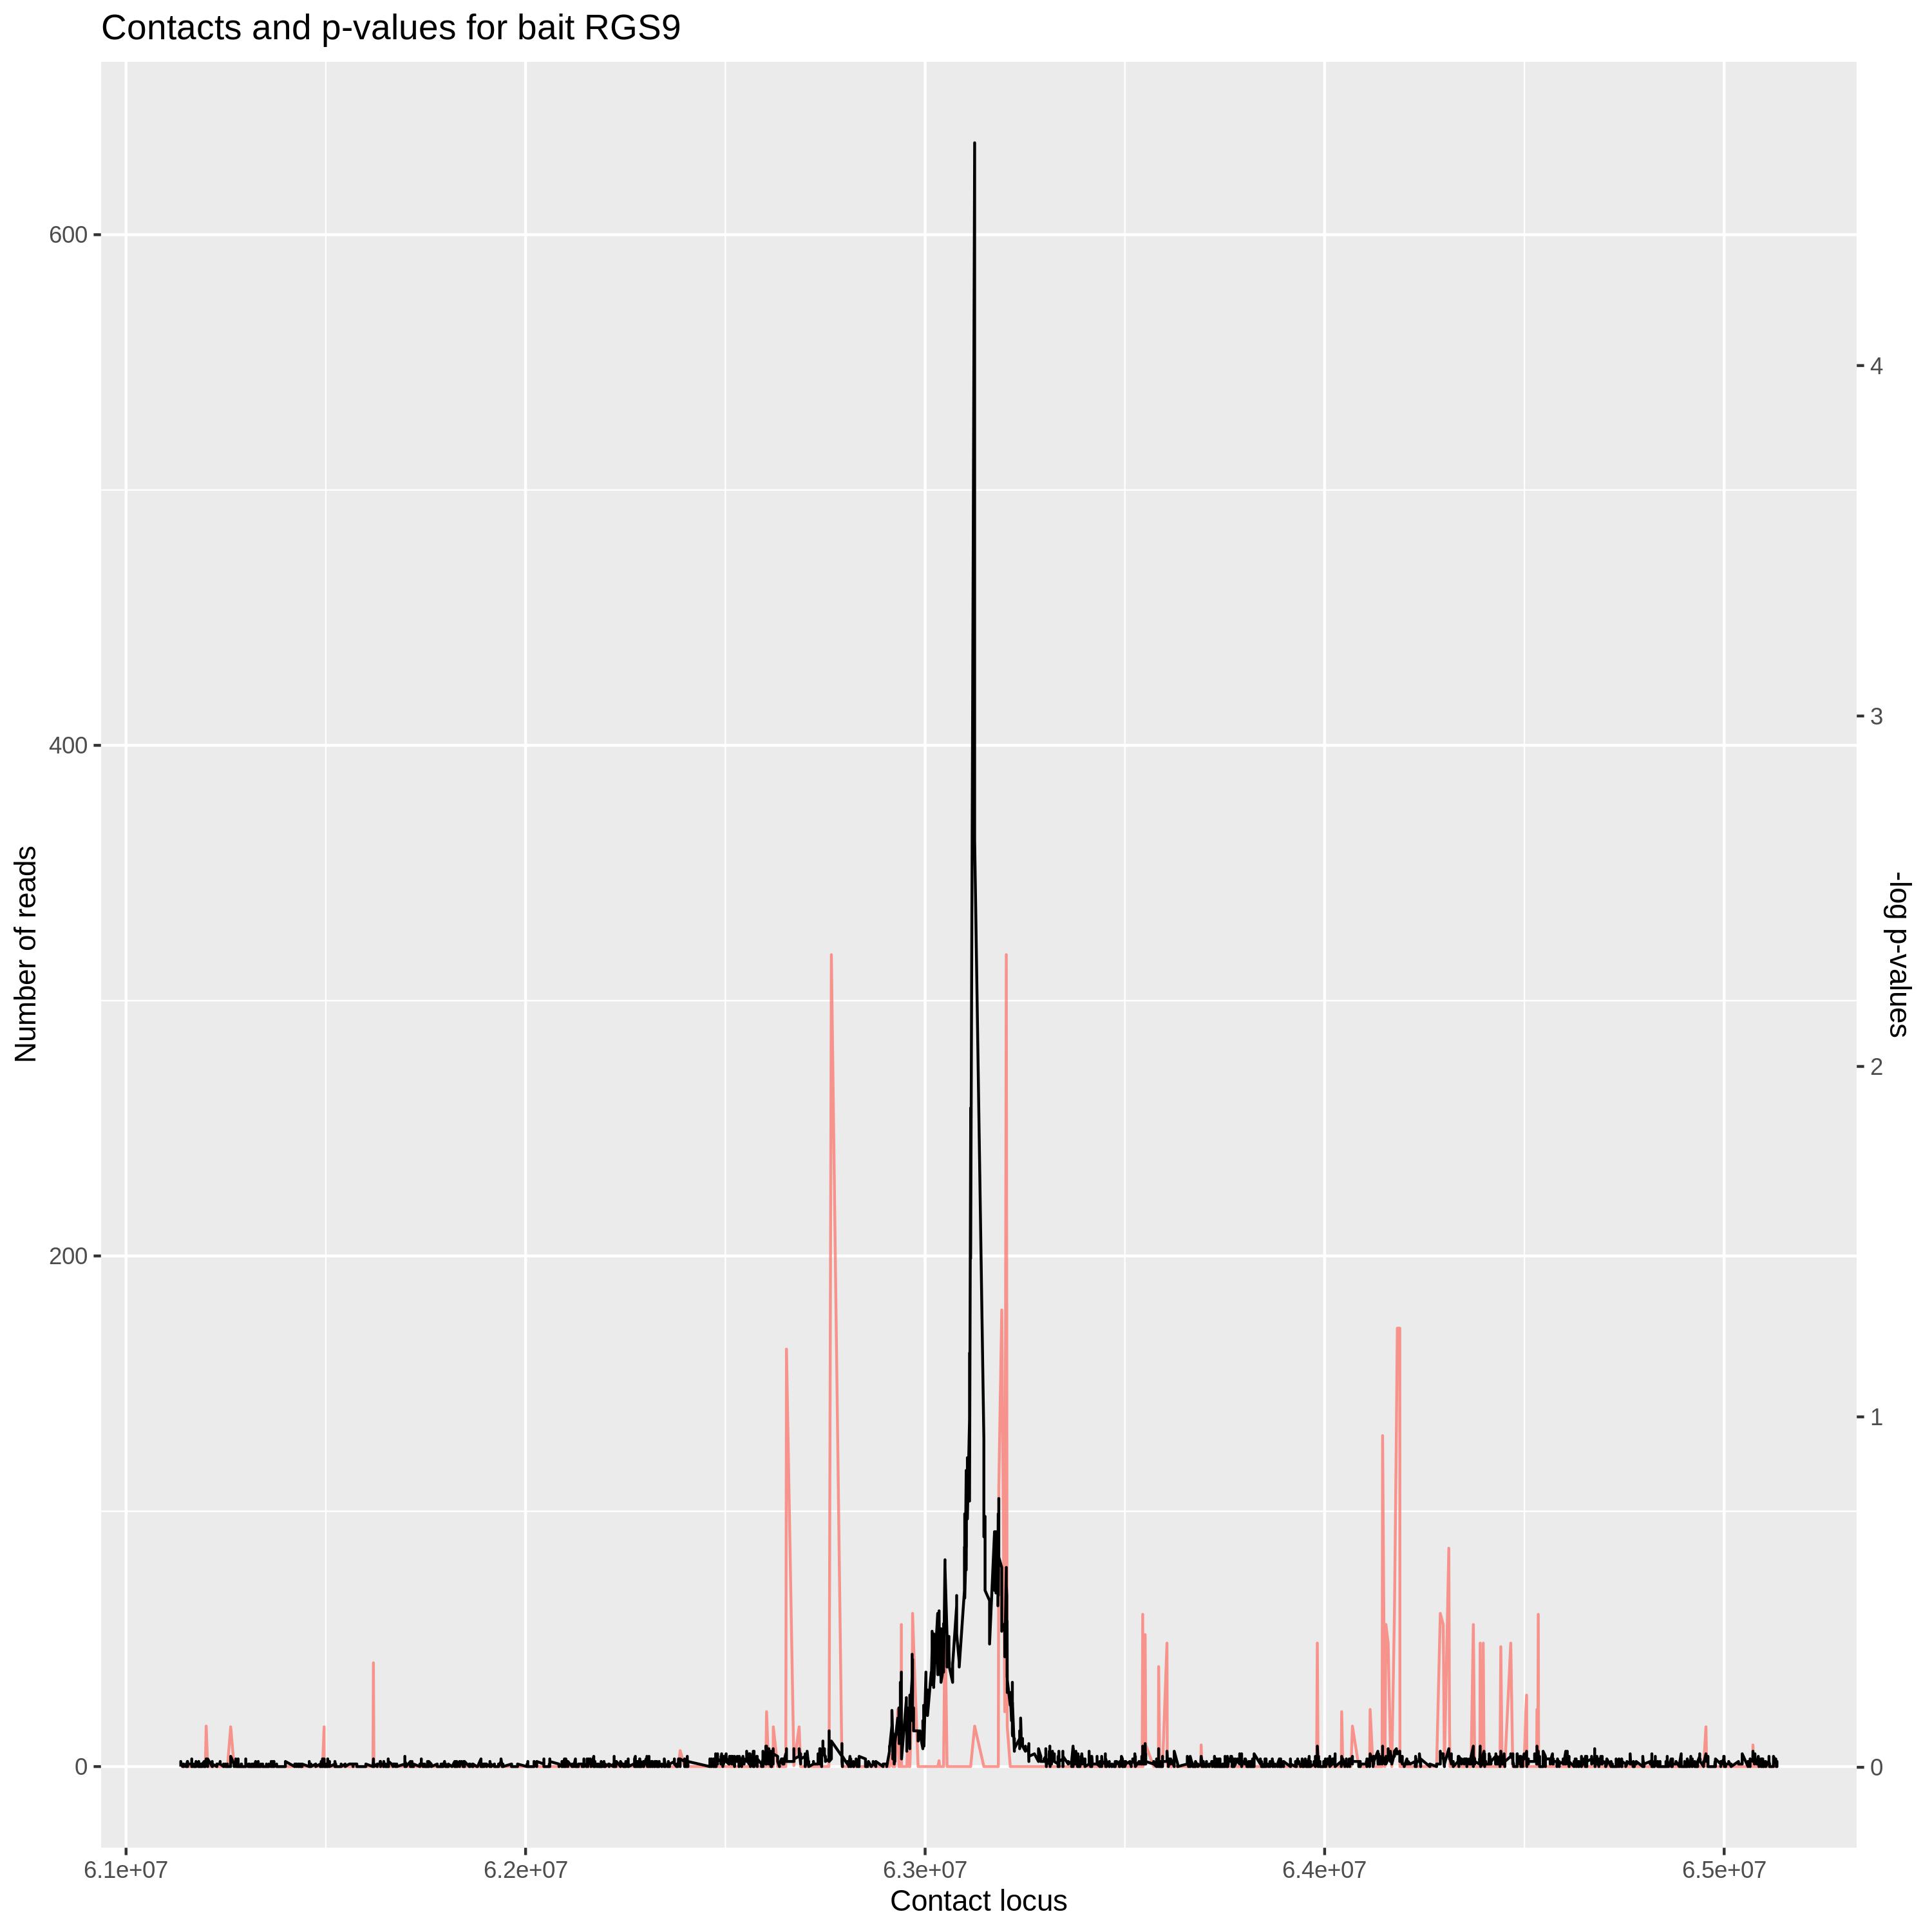 Contacts and p-values for bait RGS9
600
400
200
0
Number of reads
4
3
2
1
0
-log p-values
6.1e+07
6.2e+07
6.3e+07
6.4e+07
6.5e+07
Contact locus